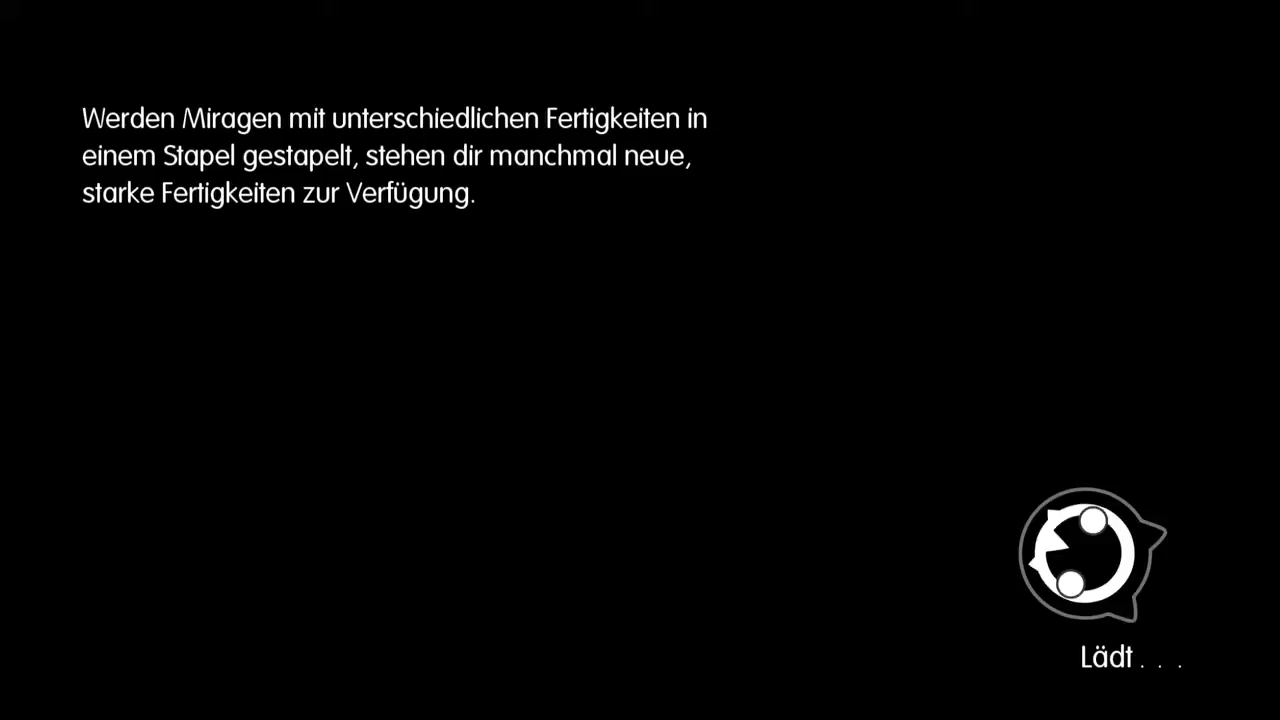 Werden Miragen mit unterschiedlichen Fertigkeiten in
einem Stapel gestapelt, stehen dir manchmal neue,
starke Fertigkeiten zur Verfügung.
Lädt . . .